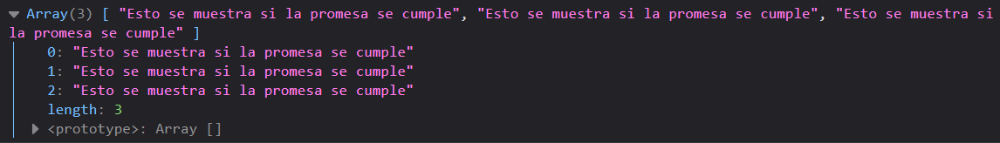 Array(3) [ "Esto se muestra si la promesa se cumple", "Esto se muestra si la promesa se cumple", "Esto se muestra si
la promesa se cumple" ]
0: "Esto se muestra si la promesa se cumple"
1: "Esto se muestra si la promesa se cumple"
2: "Esto se muestra si la promesa se cumple"
length: 3
<prototype>: Array []